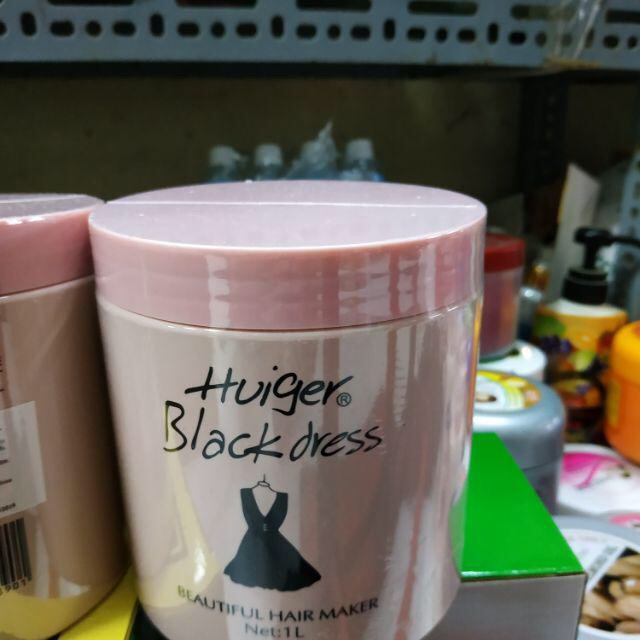 Huiger®
Black dress
BEAUTIFUL HAIR MAKER
Net:1L